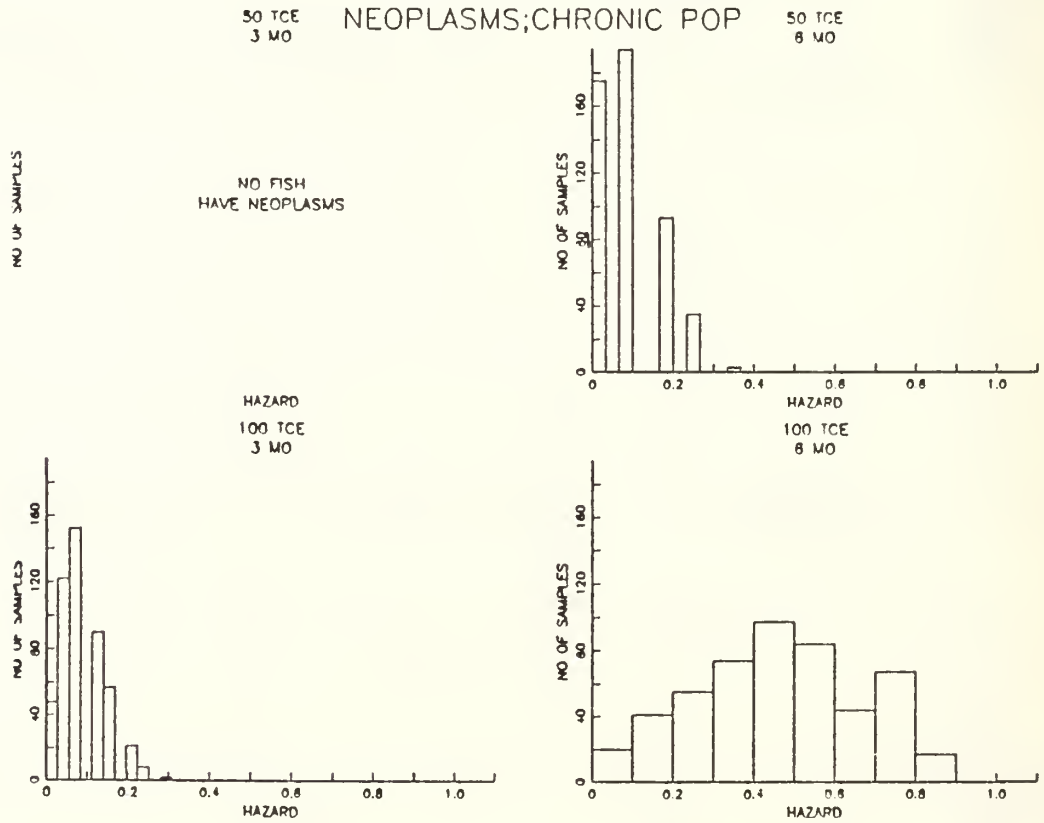 NEOPLASMS;CHRONIC POP
50 TCE
3 MO
NO OF SAMPLES
NO FISH
HAVE NEOPLASMS
HAZARD
50 TCE
6 MO
NO OF SAMPLES
160
120
80
40
0
0 0.2 0.4 0.6 0.8 1.0
HAZARD
100 TCE
3 MO
NO OF SAMPLES
160
120
80
40
0
0 0.2 0.4 0.6 0.8 1.0
HAZARD
100 TCE
6 MO
NO OF SAMPLES
160
120
80
40
0
0 0.2 0.4 0.6 0.8 1.0
HAZARD